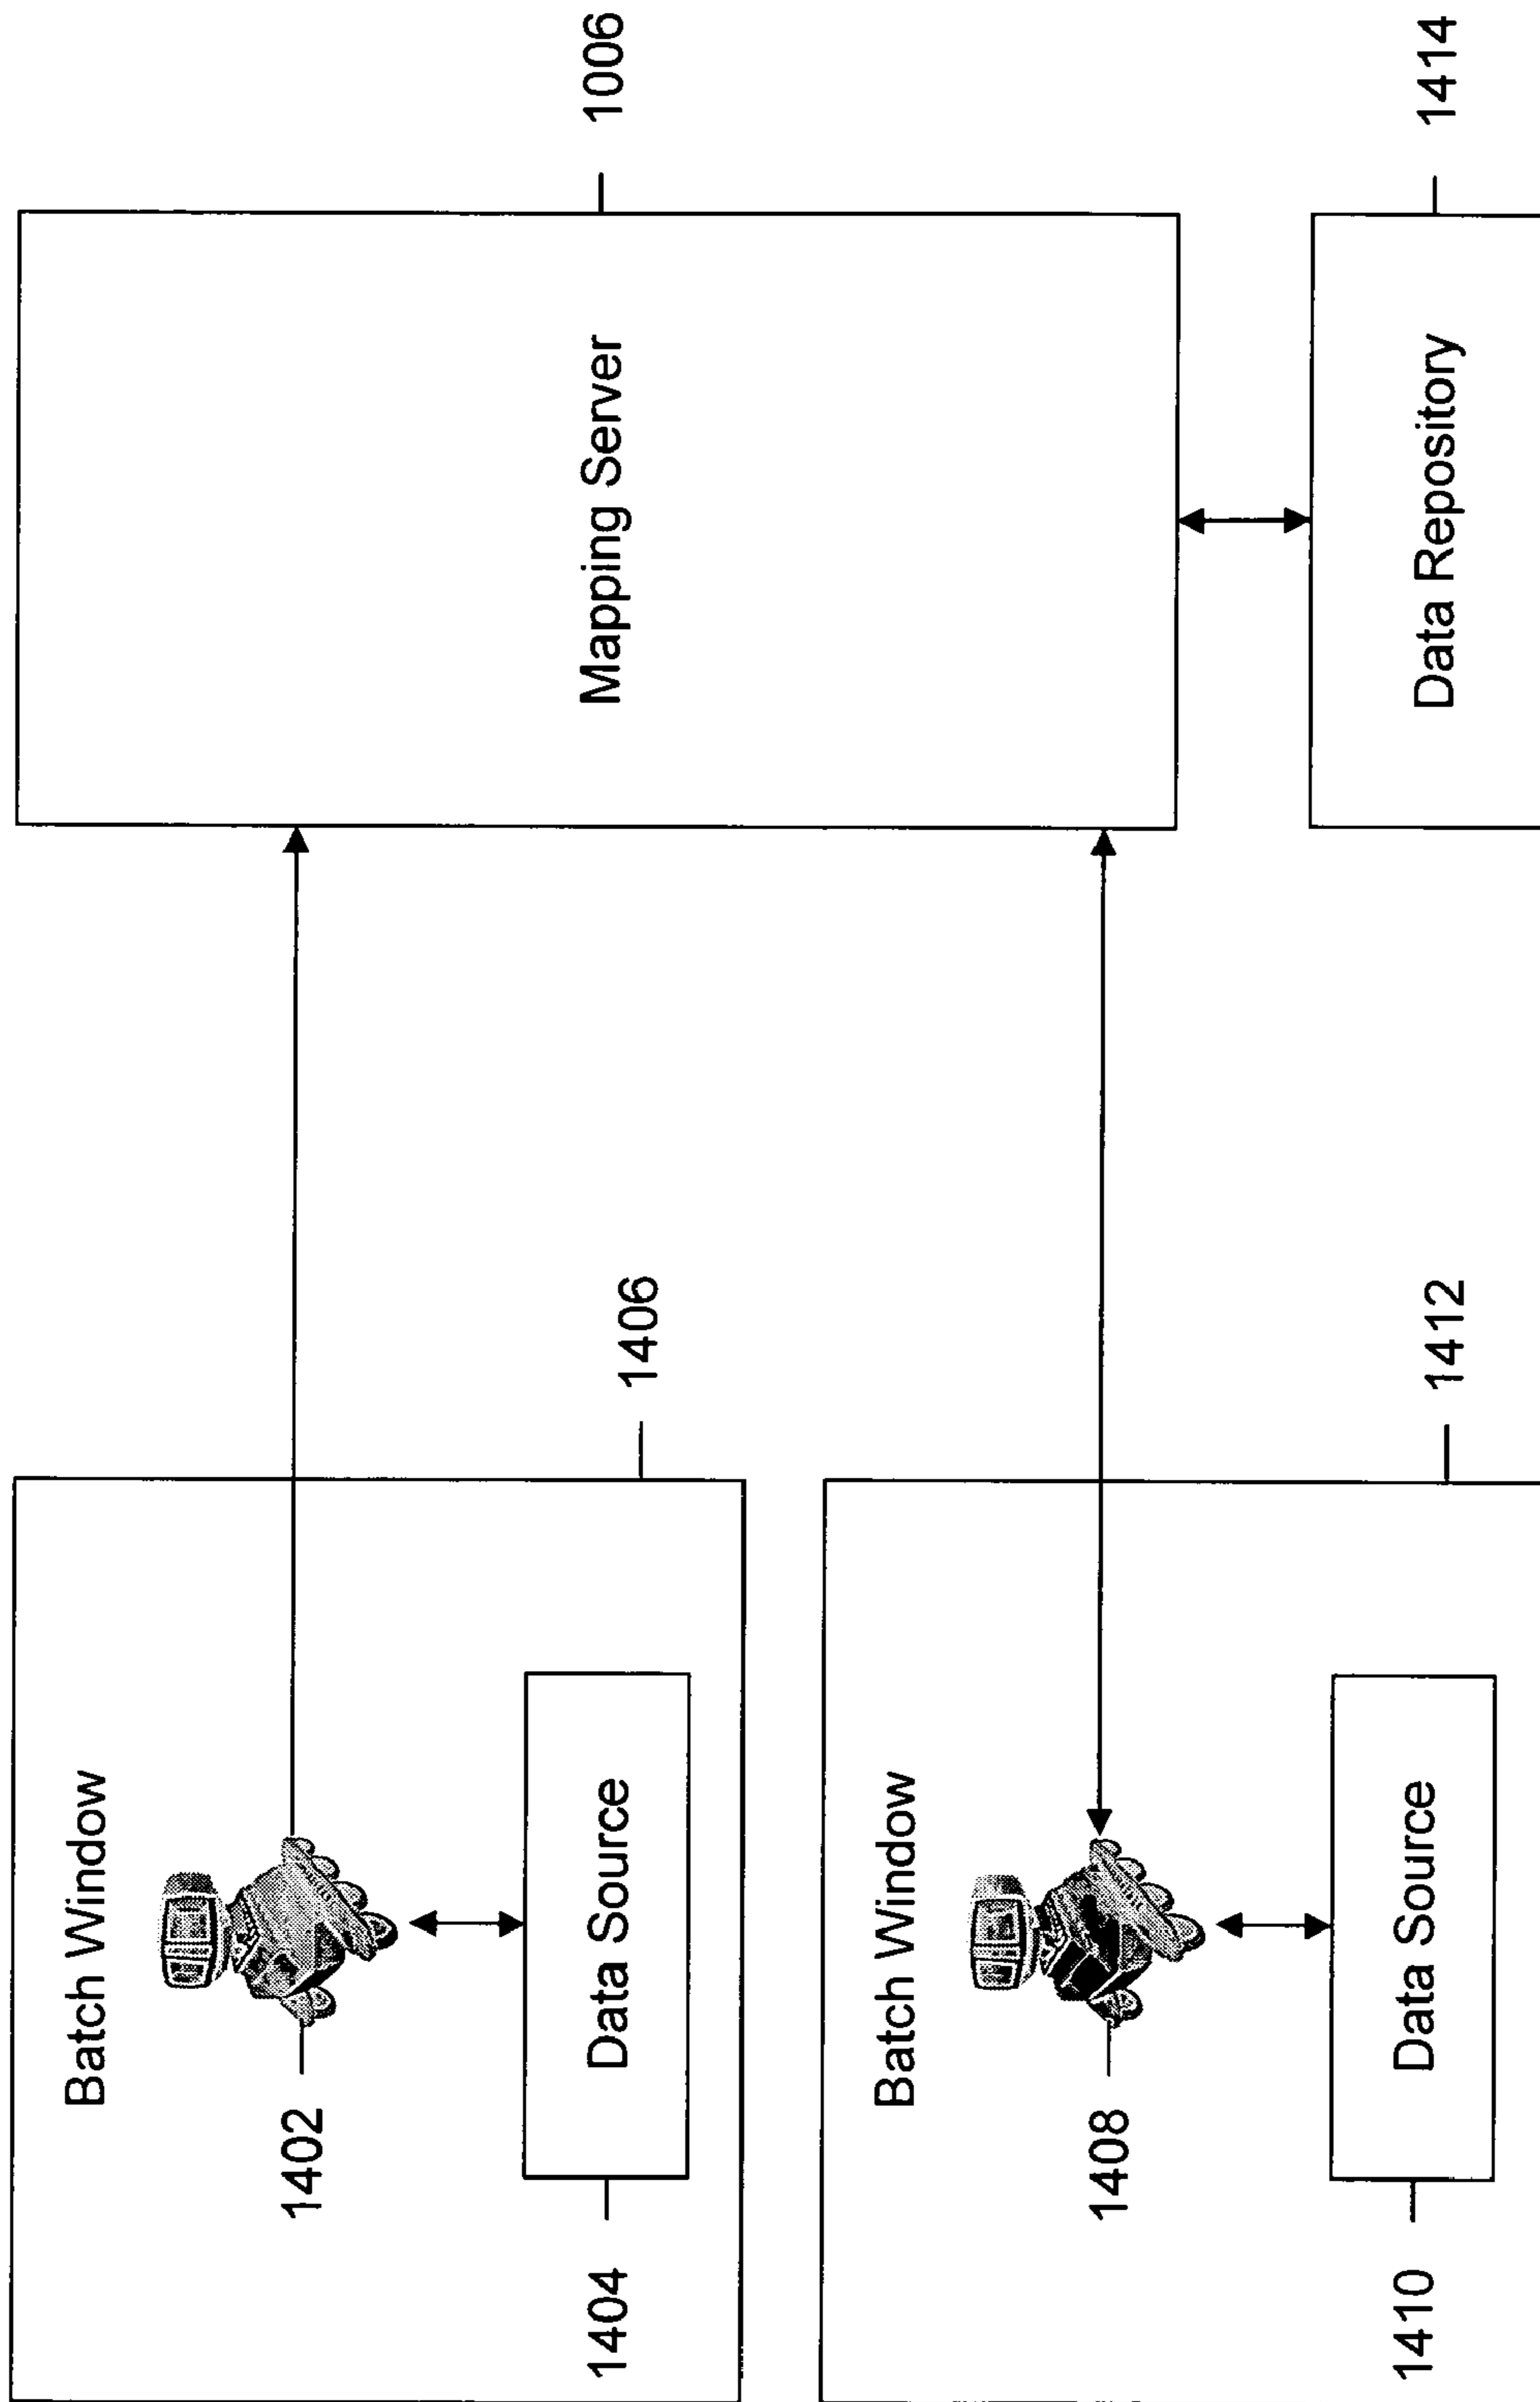 Batch Window
1402
1404
Data Source
1406
Mapping Server
1006
Batch Window
1408
1410
Data Source
1412
Data Repository
1414